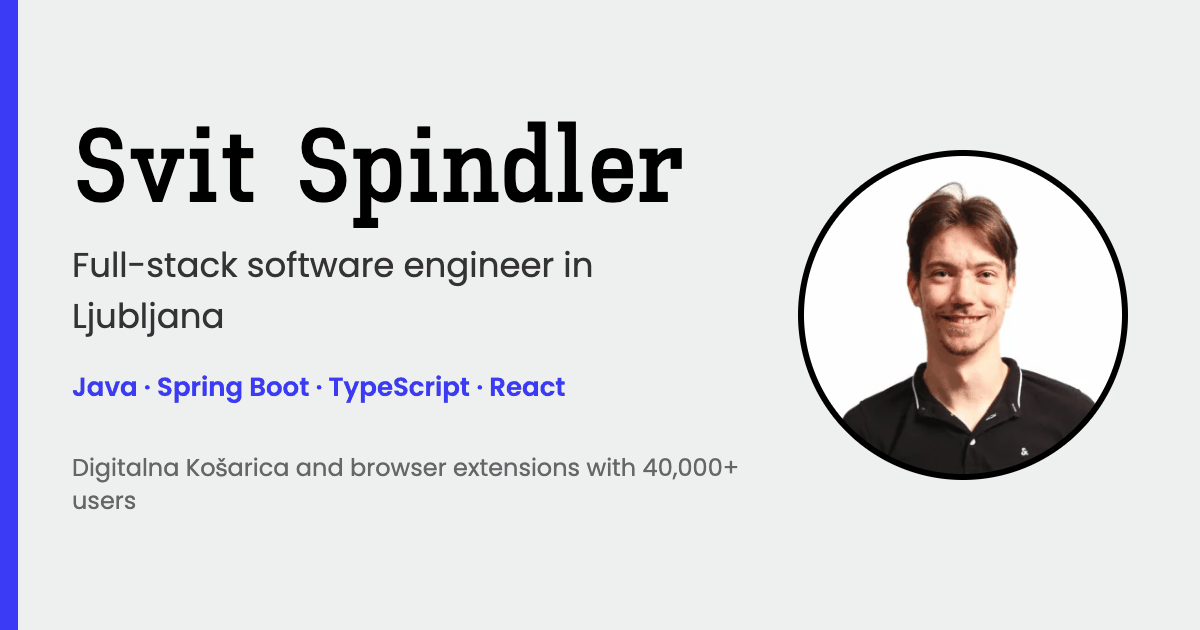 Svit Spindler
Full-stack software engineer in
Ljubljana
Java · Spring Boot · TypeScript · React
Digitalna Košarica and browser extensions with 40,000+
users
&